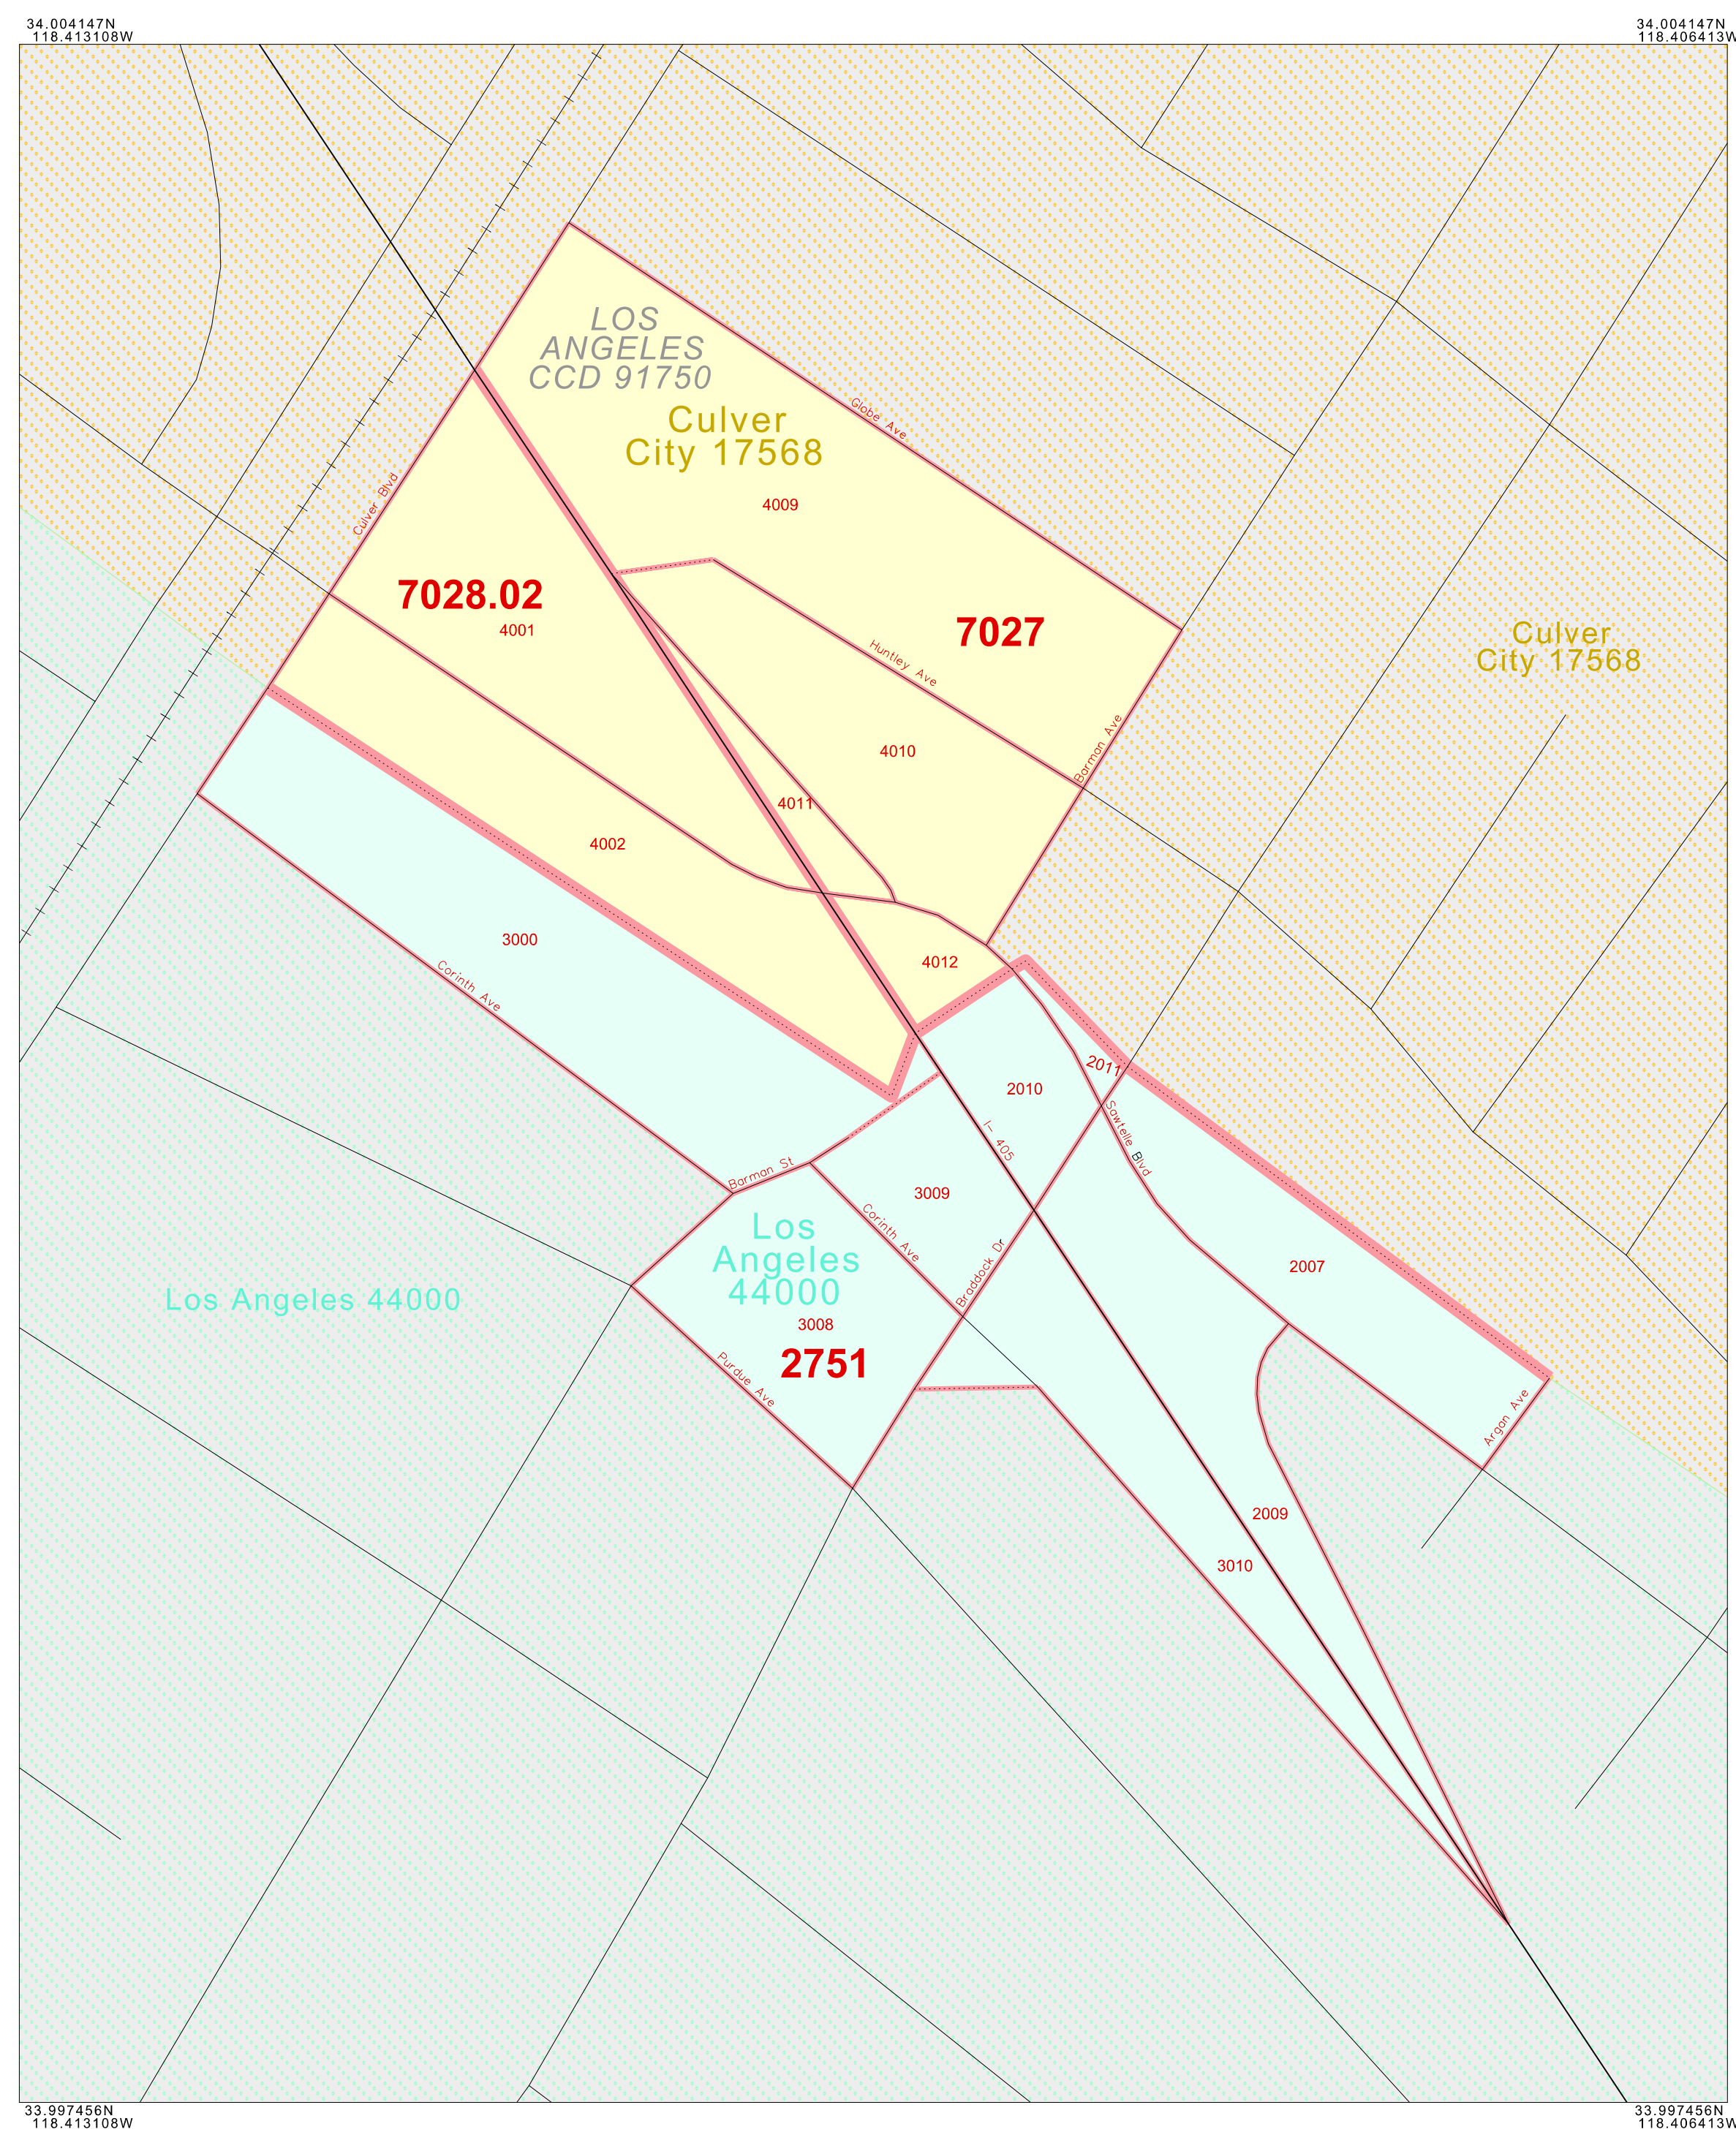 34.004147N
118.413108W
34.004147N
118.406413W
LOS
ANGELES
CCD 91750
Culver
City 17568
Globe Ave
4009
Culver Blvd
7028.02
4001
7027
Huntley Ave
Culver
City 17568
Barman Ave
4010
4011
4002
3000
4012
Corinth Ave
2011
2010
Sawtelle Blvd
I- 405
Barman St
3009
Corinth Ave
Los
Angeles
44000
Braddock Dr
2007
Los Angeles 44000
3008
2751
Purdue Ave
Argan Ave
2009
3010
33.997456N
118.413108W
33.997456N
118.406413W